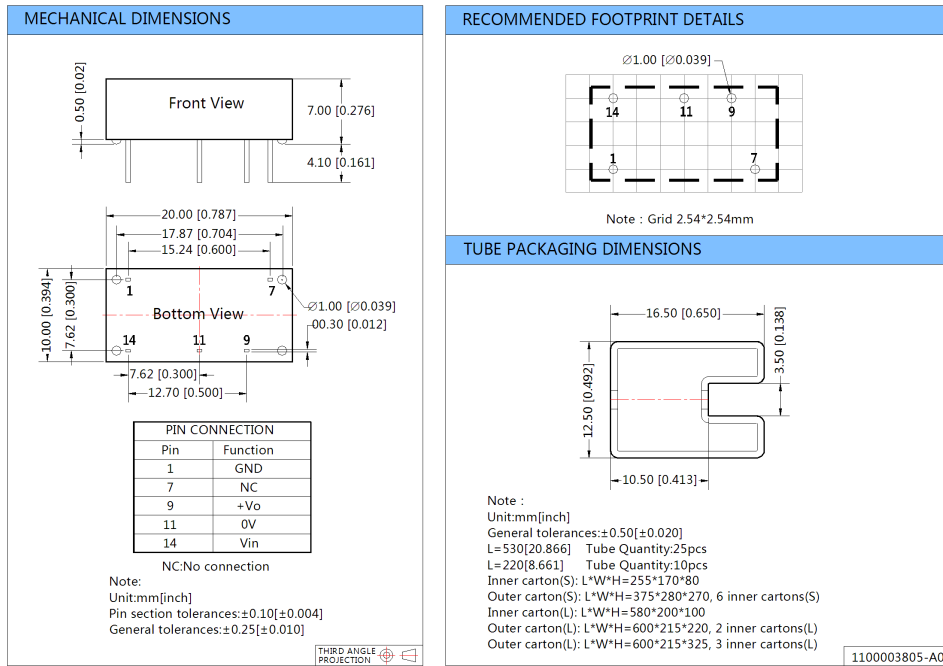 MECHANICAL DIMENSIONS
0.50 [0.02]
Front View
7.00 [0.276]
4.10 [0.161]
20.00 [0.787]
17.87 [0.704]
15.24 [0.600]
10.00 [0.394]
7.62 [0.300]
1
7
Bottom View
14
11
9
Ø1.00 [Ø0.039]
00.30 [0.012]
7.62 [0.300]
12.70 [0.500]
PIN CONNECTION
Pin Function
1 GND
7 NC
9 +Vo
11 0V
14 Vin
NC:No connection
Note:
Unit:mm[inch]
Pin section tolerances:±0.10[±0.004]
General tolerances:±0.25[±0.010]
THIRD ANGLE
PROJECTION
RECOMMENDED FOOTPRINT DETAILS
Ø1.00 [Ø0.039]
14 11 9
1 7
Note : Grid 2.54*2.54mm
TUBE PACKAGING DIMENSIONS
16.50 [0.650]
3.50 [0.138]
12.50 [0.492]
10.50 [0.413]
Note :
Unit:mm[inch]
General tolerances:±0.50[±0.020]
L=530[20.866] Tube Quantity:25pcs
L=220[8.661] Tube Quantity:10pcs
Inner carton(S): L*W*H=255*170*80
Outer carton(S): L*W*H=375*280*270, 6 inner cartons(S)
Inner carton(L): L*W*H=580*200*100
Outer carton(L): L*W*H=600*215*220, 2 inner cartons(L)
Outer carton(L): L*W*H=600*215*325, 3 inner cartons(L)
1100003805-A0